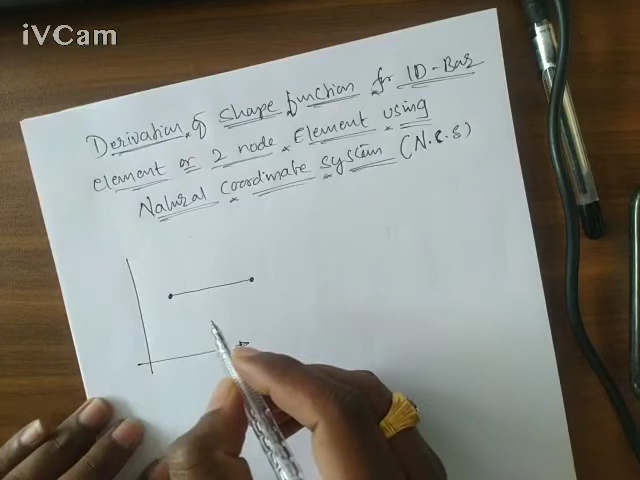 iVCam
Derivation of Shape function for 1D-Bar
element or 2 node Element using
Natural Coordinate System (N.C.S)